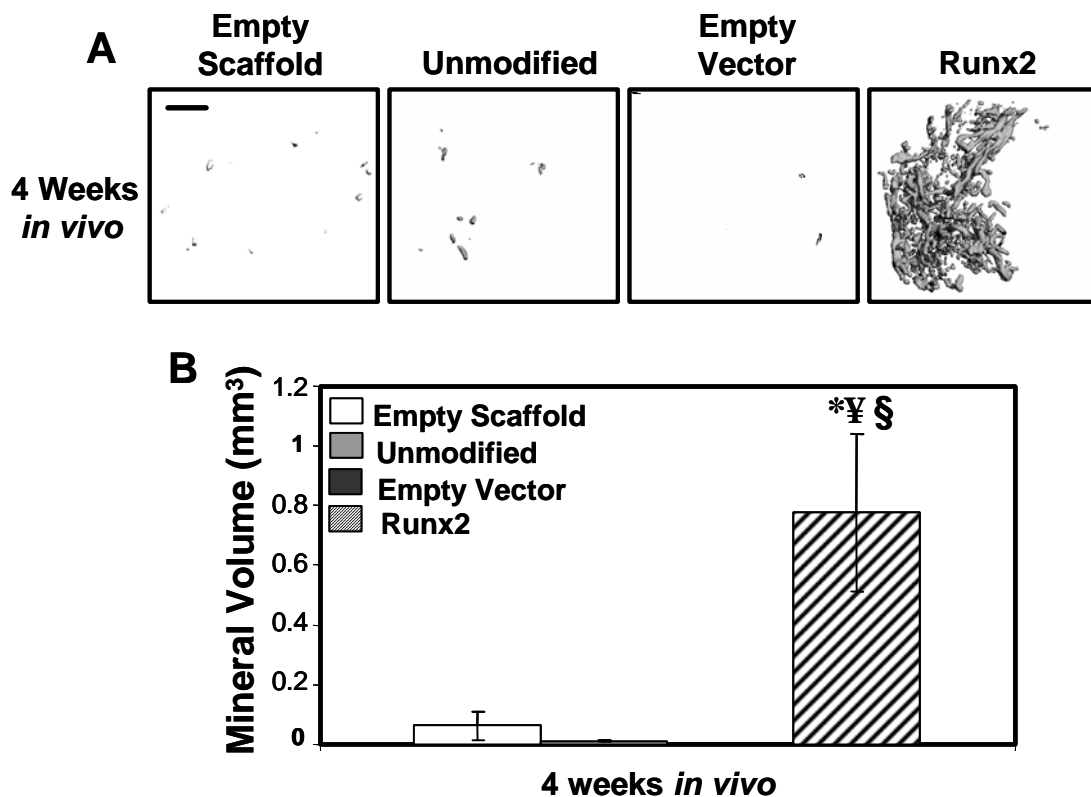 A
Empty
Scaffold
Unmodified
Empty
Vector
Runx2
4 Weeks
in vivo
B
Mineral Volume (mm³)
1.2
1
0.8
0.6
0.4
0.2
0
Empty Scaffold
Unmodified
Empty Vector
Runx2
*¥ §
4 weeks in vivo